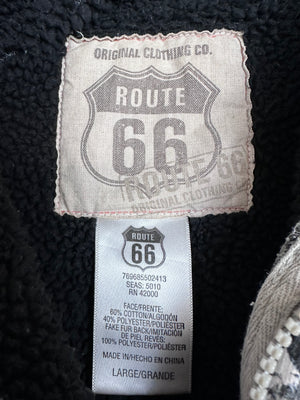 ORIGINAL CLOTHING CO.
ROUTE
66
ROUTE 66
ORIGINAL CLOTHING CO.
ROUTE
66
769685502413
SEAS: 5010
RN 42000
FACE/FRENTE:
60% COTTON/ALGODÓN
40% POLYESTER/POLIÉSTER
FAKE FUR BACK/IMITACIÓN
DE PIEL REVÉS:
100% POLYESTER/POLIÉSTER
MADE IN/HECHO EN CHINA
LARGE/GRANDE